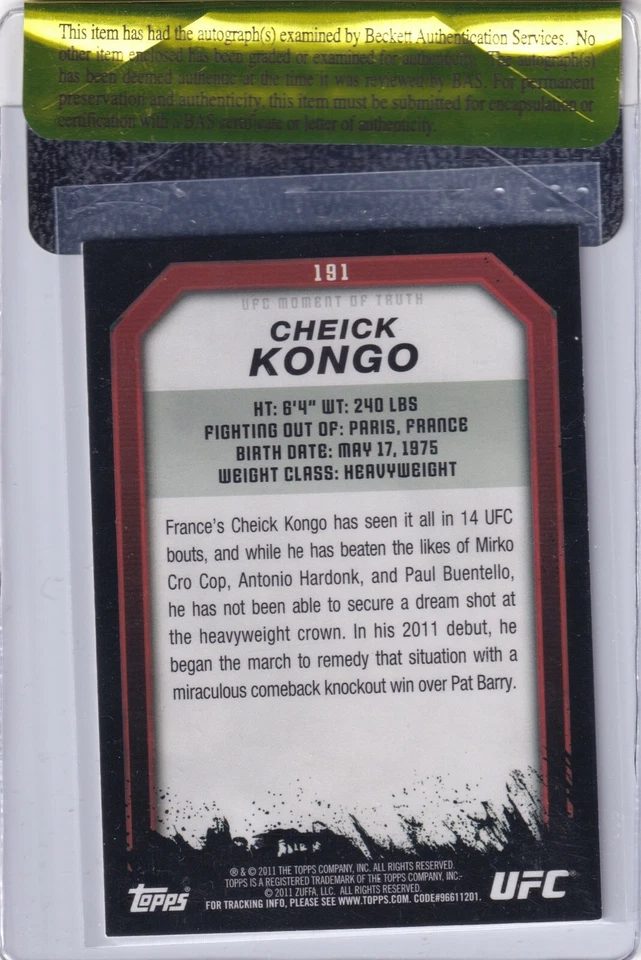 This item has had the autograph(s) examined by Beckett Authentication Services. No
other item enclosed has been graded or examined for authenticity. The autograph(s)
has been deemed authentic at the time it was reviewed by BAS. For permanent
preservation and authenticity, this item must be submitted for encapsulation or
certification with a BAS certificate or letter of authenticity.
191
UFC MOMENT OF TRUTH
CHEICK
KONGO
HT: 6'4" WT: 240 LBS
FIGHTING OUT OF: PARIS, FRANCE
BIRTH DATE: MAY 17, 1975
WEIGHT CLASS: HEAVYWEIGHT
France's Cheick Kongo has seen it all in 14 UFC
bouts, and while he has beaten the likes of Mirko
Cro Cop, Antonio Hardonk, and Paul Buentello,
he has not been able to secure a dream shot at
the heavyweight crown. In his 2011 debut, he
began the march to remedy that situation with a
miraculous comeback knockout win over Pat Barry.
® & © 2011 THE TOPPS COMPANY, INC. ALL RIGHTS RESERVED.
TOPPS IS A REGISTERED TRADEMARK OF THE TOPPS COMPANY, INC.
© 2011 ZUFFA, LLC. ALL RIGHTS RESERVED.
FOR TRACKING INFO, PLEASE SEE WWW.TOPPS.COM. CODE#96611201.
Topps
UFC